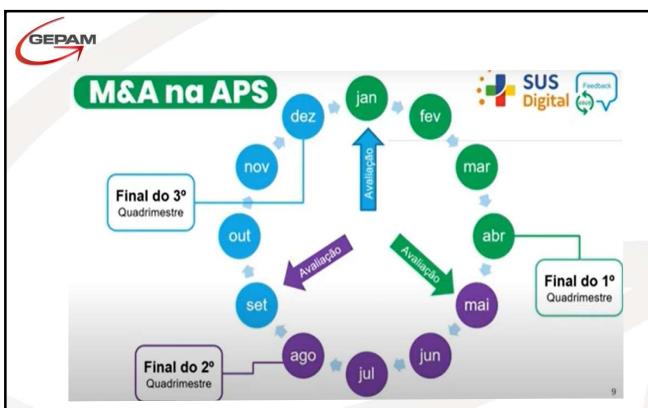 GEPAM
M&A na APS
SUS
Digital
Feedback
jan
fev
mar
abr
mai
jun
jul
ago
set
out
nov
dez
Avaliação
Avaliação
Avaliação
Final do 1º
Quadrimestre
Final do 2º
Quadrimestre
Final do 3º
Quadrimestre
9